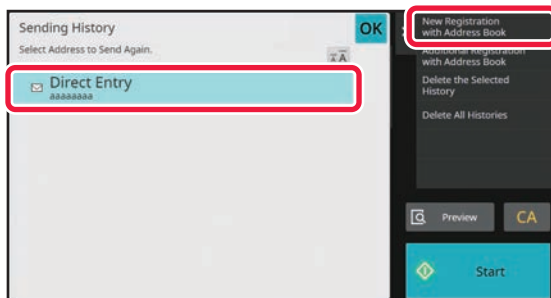 Sending History
OK
Select Address to Send Again.
Direct Entry
aaaaaaaa
New Registration
with Address Book
Additional Registration
with Address Book
Delete the Selected
History
Delete All Histories
Preview
CA
Start